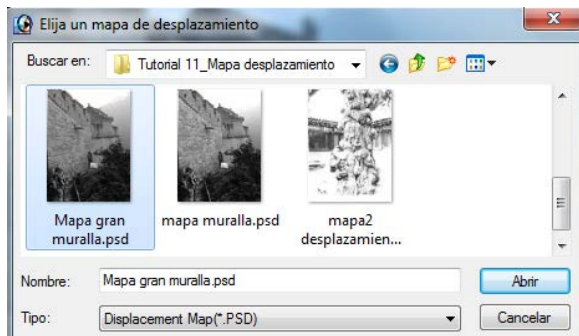 Elija un mapa de desplazamiento
Buscar en:
Tutorial 11_Mapa desplazamiento
Mapa gran
muralla.psd
mapa muralla.psd
mapa2
desplazamien...
Nombre:
Mapa gran muralla.psd
Abrir
Tipo:
Displacement Map(*.PSD)
Cancelar